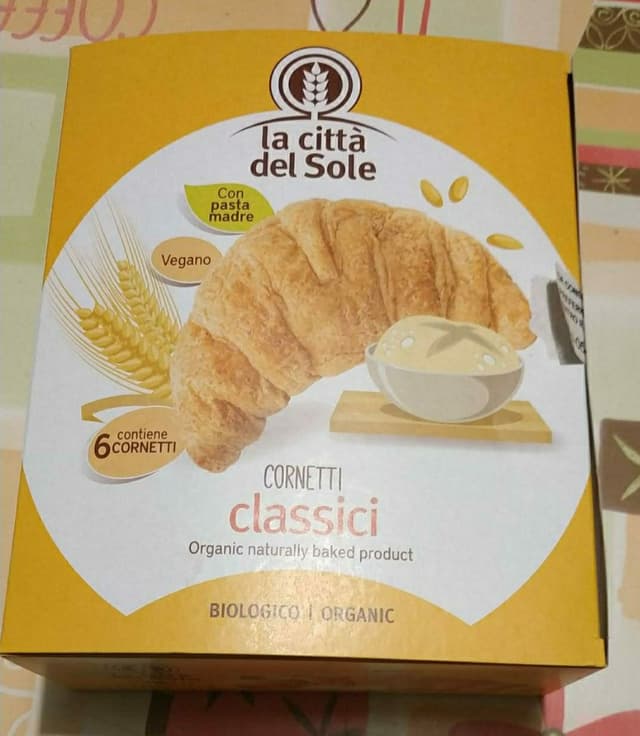 la città
del Sole
Con
pasta
madre
Vegano
6 contiene
CORNETTI
CORNETTI
classici
Organic naturally baked product
BIOLOGICO | ORGANIC